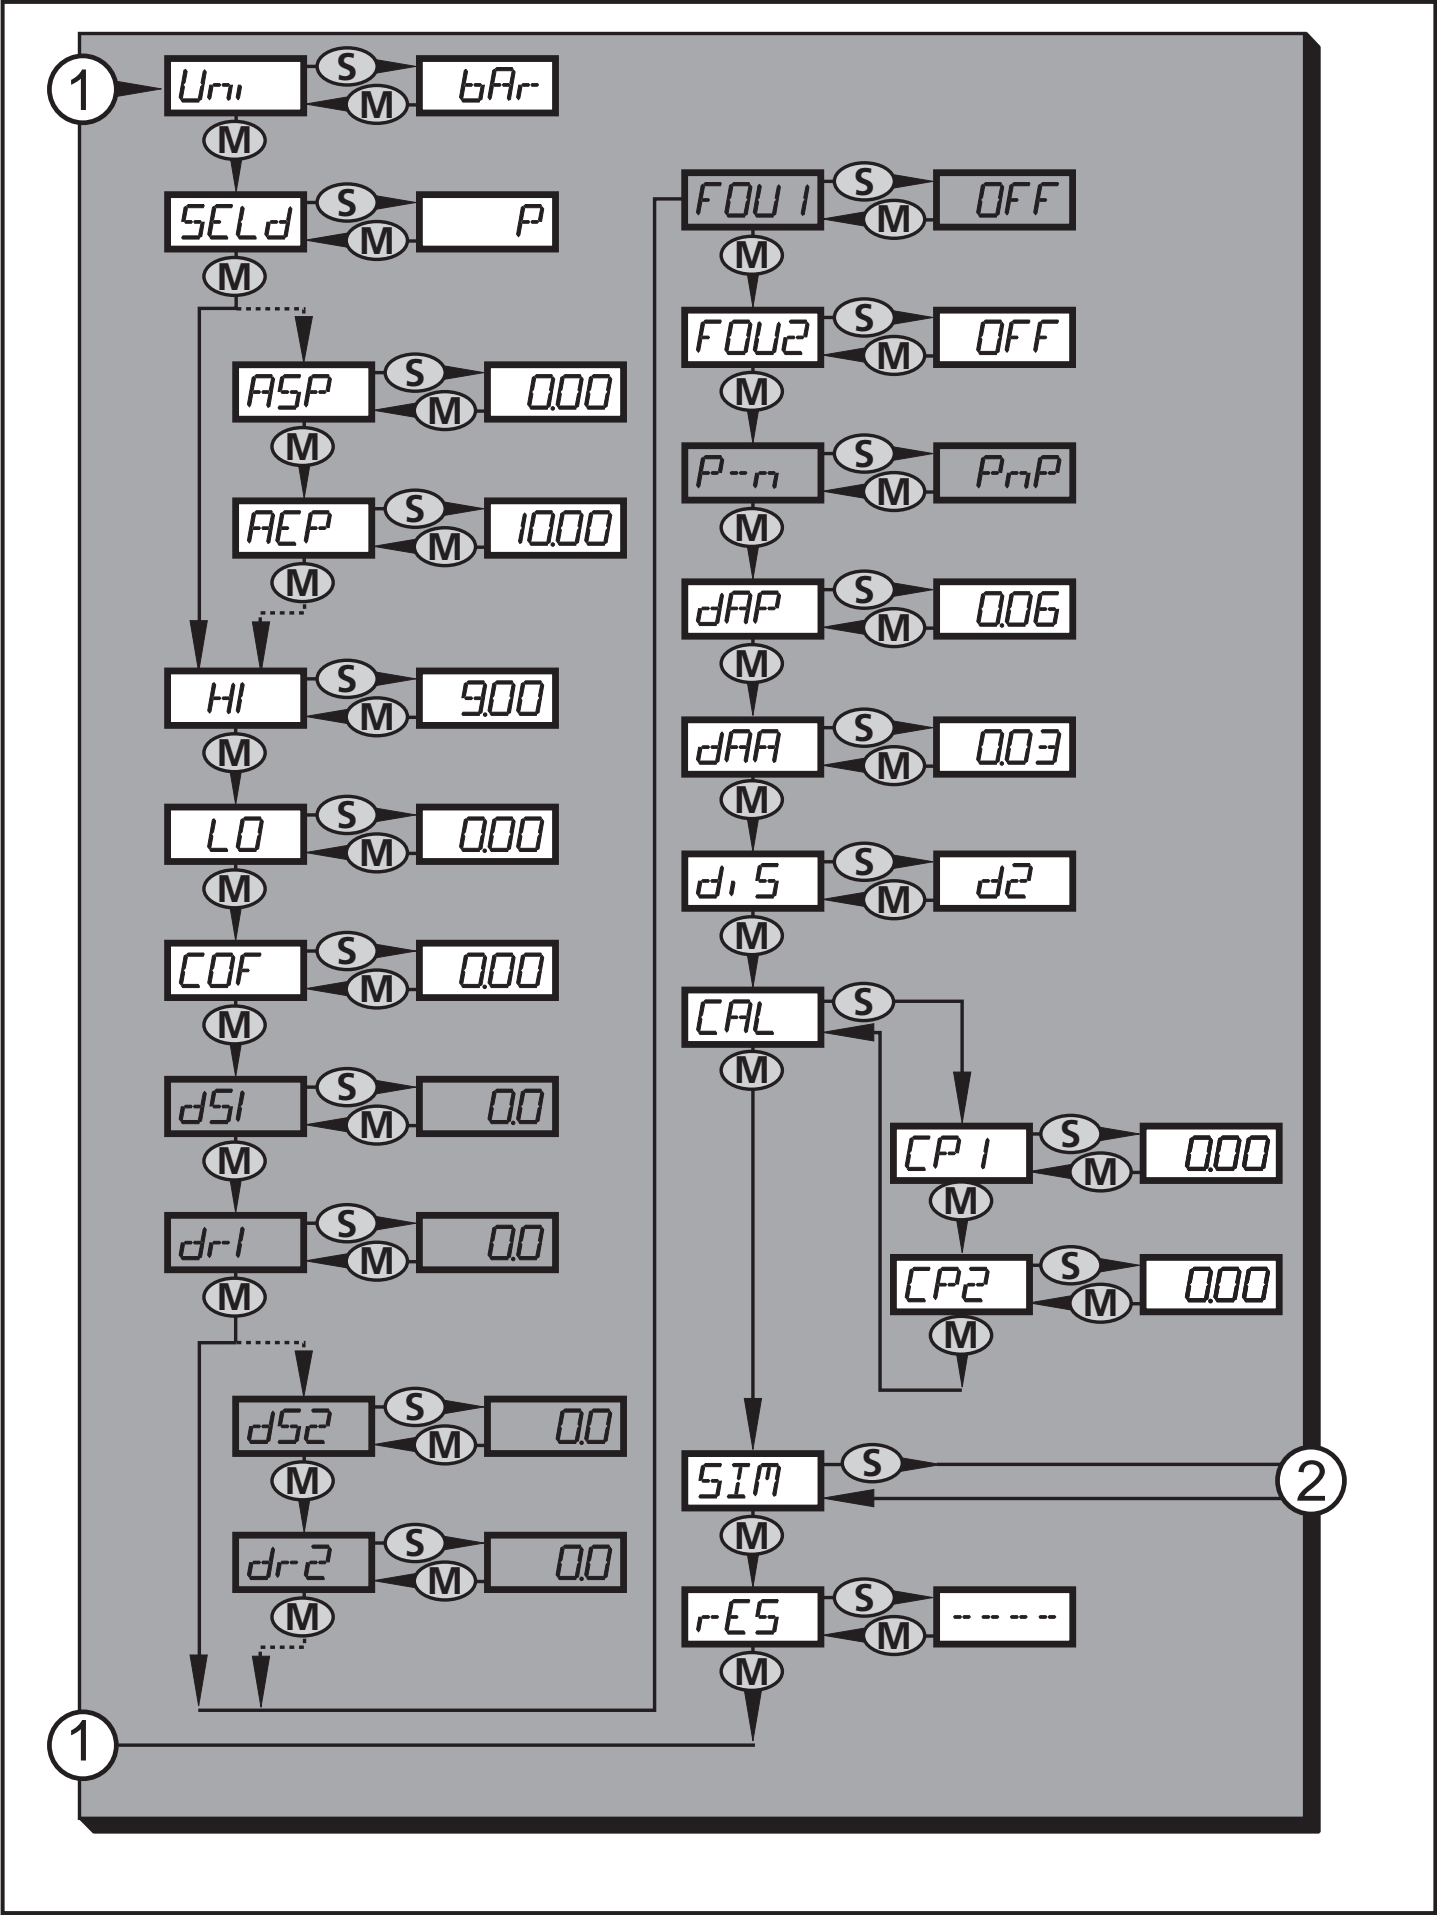 1 Uni S bAr
M
M
SELd S P
M
M
ASP S 0.00
M
M
AEP S 10.00
M
M
HI S 9.00
M
M
LO S 0.00
M
M
COF S 0.00
M
M
dS1 S 0.0
M
M
dr1 S 0.0
M
M
dS2 S 0.0
M
M
dr2 S 0.0
M
M
FOU1 S OFF
M
M
FOU2 S OFF
M
M
P-n S PnP
M
M
dAP S 0.06
M
M
dAA S 0.03
M
M
diS S d2
M
M
CAL S
M
CP1 S 0.00
M
M
CP2 S 0.00
M
M
SIM S 2
M
rES S ----
M
M
1